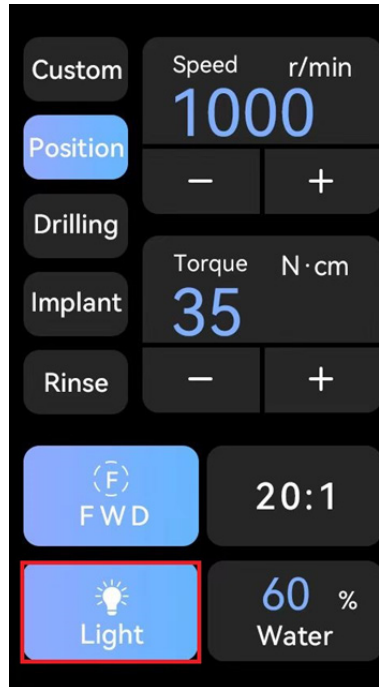 Custom
Position
Drilling
Implant
Rinse
Speed r/min
1000
− +
Torque N·cm
35
− +
F
FWD
20:1
Light
60 %
Water